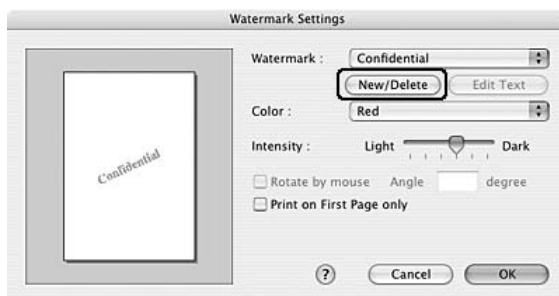 Watermark Settings
Watermark : Confidential
New/Delete Edit Text
Color : Red
Intensity : Light Dark
Confidential
Rotate by mouse Angle degree
Print on First Page only
? Cancel OK